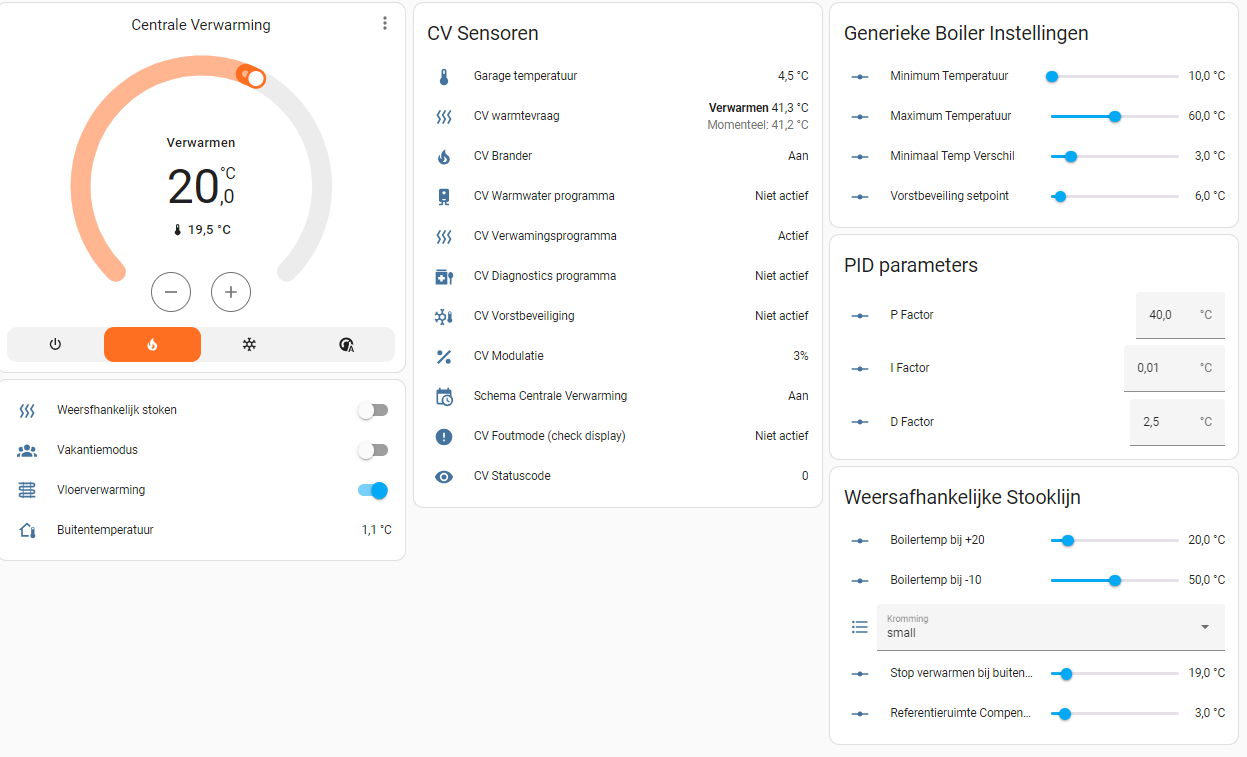 Centrale Verwarming
Verwarmen
20,0 °C
19,5 °C
Weersfhankelijk stoken
Vakantiemodus
Vloerverwarming
Buitentemperatuur 1,1 °C
CV Sensoren
Garage temperatuur 4,5 °C
CV warmtevraag Verwarmen 41,3 °C
Momenteel: 41,2 °C
CV Brander Aan
CV Warmwater programma Niet actief
CV Verwamingsprogramma Actief
CV Diagnostics programma Niet actief
CV Vorstbeveiliging Niet actief
CV Modulatie 3%
Schema Centrale Verwarming Aan
CV Foutmode (check display) Niet actief
CV Statuscode 0
Generieke Boiler Instellingen
Minimum Temperatuur 10,0 °C
Maximum Temperatuur 60,0 °C
Minimaal Temp Verschil 3,0 °C
Vorstbeveiling setpoint 6,0 °C
PID parameters
P Factor 40,0 °C
I Factor 0,01 °C
D Factor 2,5 °C
Weersafhankelijke Stooklijn
Boilertemp bij +20 20,0 °C
Boilertemp bij -10 50,0 °C
Kromming
small
Stop verwarmen bij buiten... 19,0 °C
Referentieruimte Compen... 3,0 °C